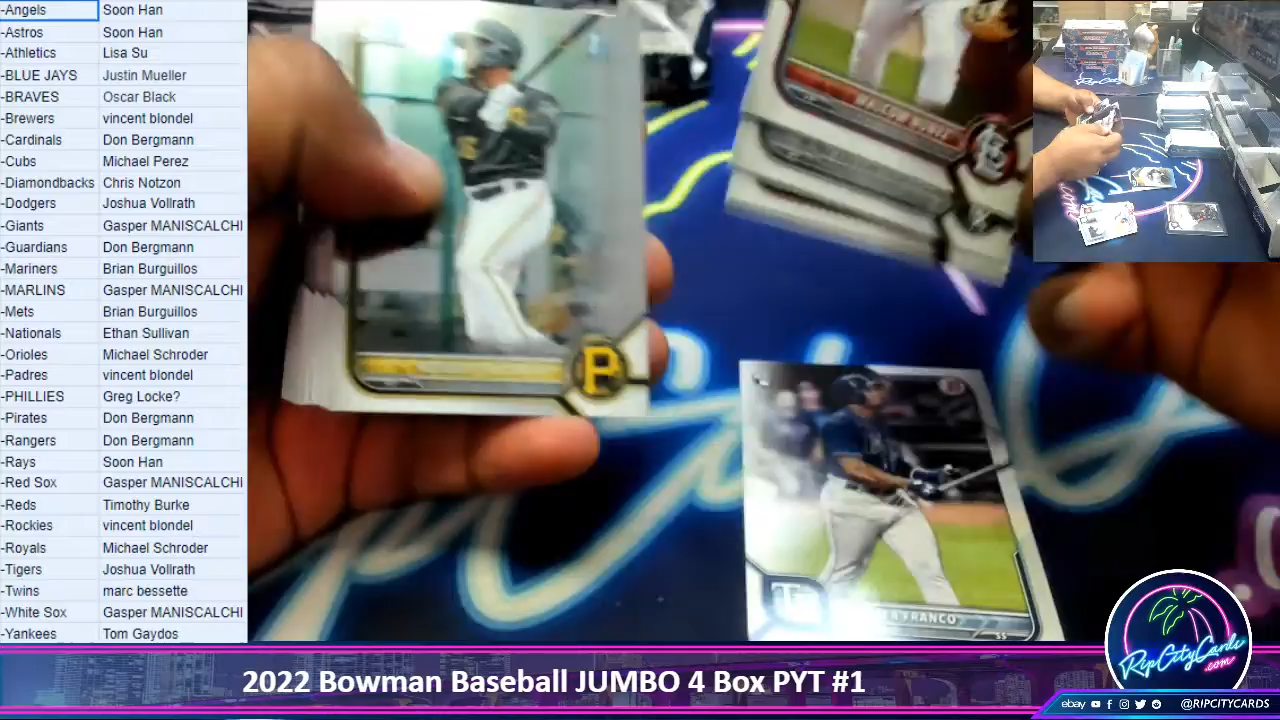 -Angels Soon Han
-Astros Soon Han
-Athletics Lisa Su
-BLUE JAYS Justin Mueller
-BRAVES Oscar Black
-Brewers vincent blondel
-Cardinals Don Bergmann
-Cubs Michael Perez
-Diamondbacks Chris Notzon
-Dodgers Joshua Vollrath
-Giants Gasper MANISCALCHI
-Guardians Don Bergmann
-Mariners Brian Burguillos
-MARLINS Gasper MANISCALCHI
-Mets Brian Burguillos
-Nationals Ethan Sullivan
-Orioles Michael Schroder
-Padres vincent blondel
-PHILLIES Greg Locke?
-Pirates Don Bergmann
-Rangers Don Bergmann
-Rays Soon Han
-Red Sox Gasper MANISCALCHI
-Reds Timothy Burke
-Rockies vincent blondel
-Royals Michael Schroder
-Tigers Joshua Vollrath
-Twins marc bessette
-White Sox Gasper MANISCALCHI
-Yankees Tom Gaydos
P
FRANCO
SS
RipCityCards
.com
2022 Bowman Baseball JUMBO 4 Box PYT #1
ebay @RIPCITYCARDS